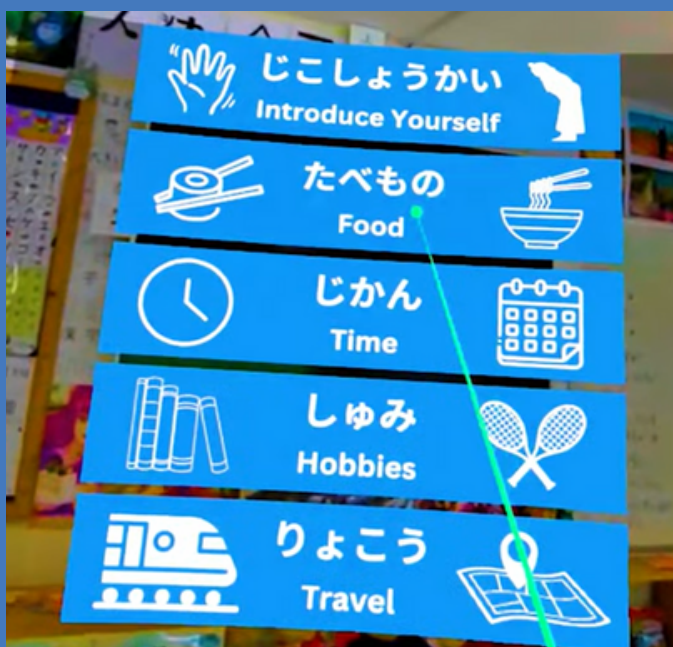 じこしょうかい
Introduce Yourself
たべもの
Food
じかん
Time
しゅみ
Hobbies
りょこう
Travel